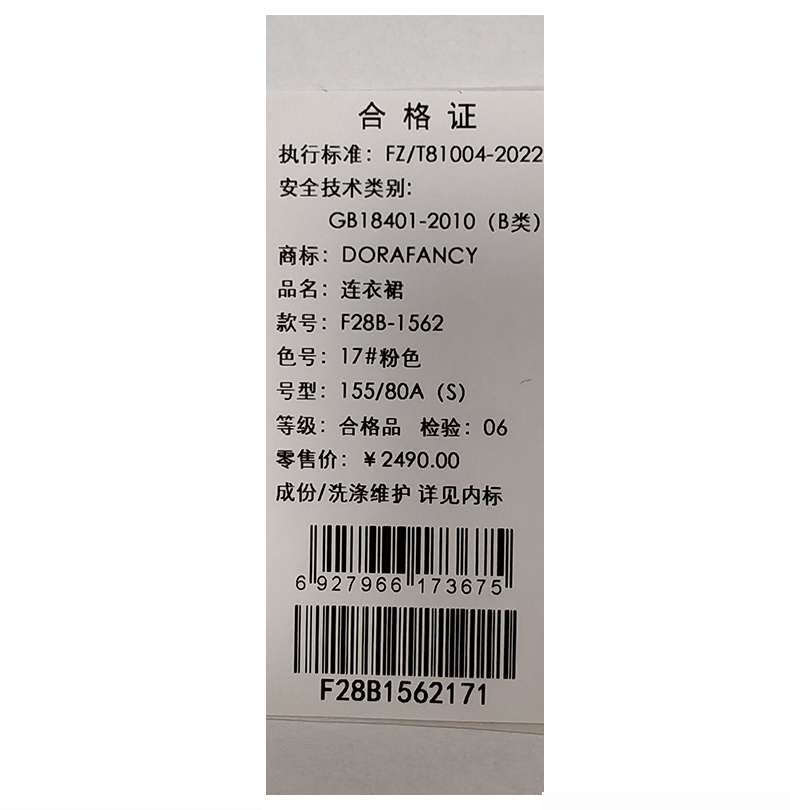 合格证
执行标准：FZ/T81004-2022
安全技术类别：
GB18401-2010（B类）
商标：DORAFANCY
品名：连衣裙
款号：F28B-1562
色号：17#粉色
号型：155/80A（S）
等级：合格品 检验：06
零售价：￥2490.00
成份/洗涤维护 详见内标
6 927966 173675
F28B1562171